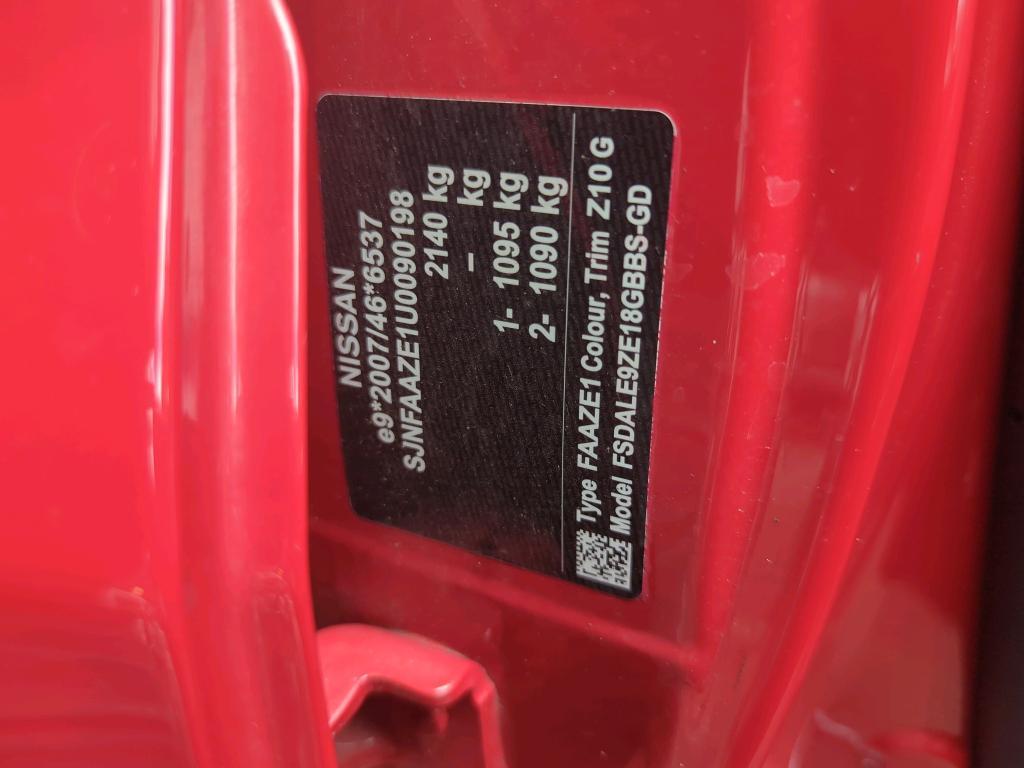 NISSAN
e9*2007/46*6537
SJNFAAZE1U0090198
2140 kg
– kg
1- 1095 kg
2- 1090 kg
Type FAAZE1 Colour, Trim Z10 G
Model FSDALE9ZE18GBBS-GD